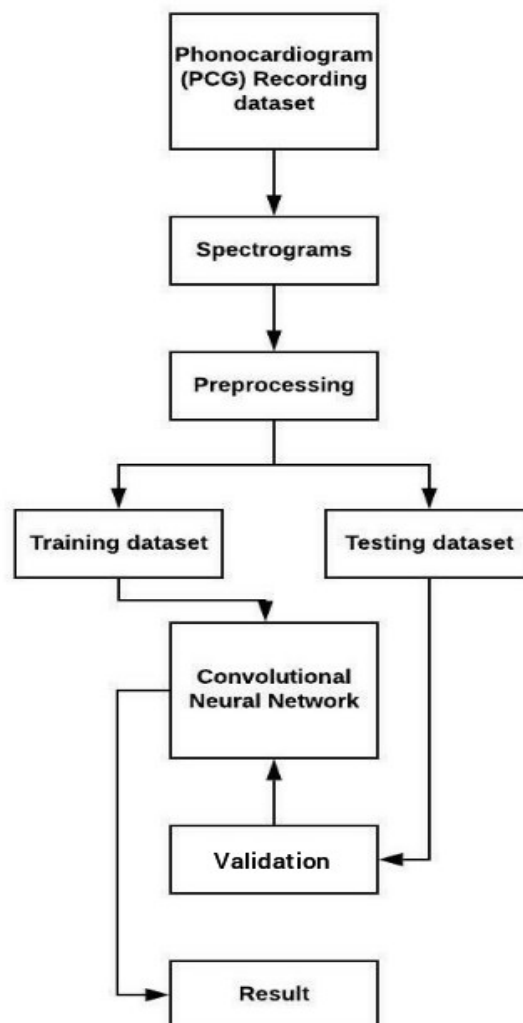 Phonocardiogram
(PCG) Recording
dataset
Spectrograms
Preprocessing
Training dataset
Testing dataset
Convolutional
Neural Network
Validation
Result